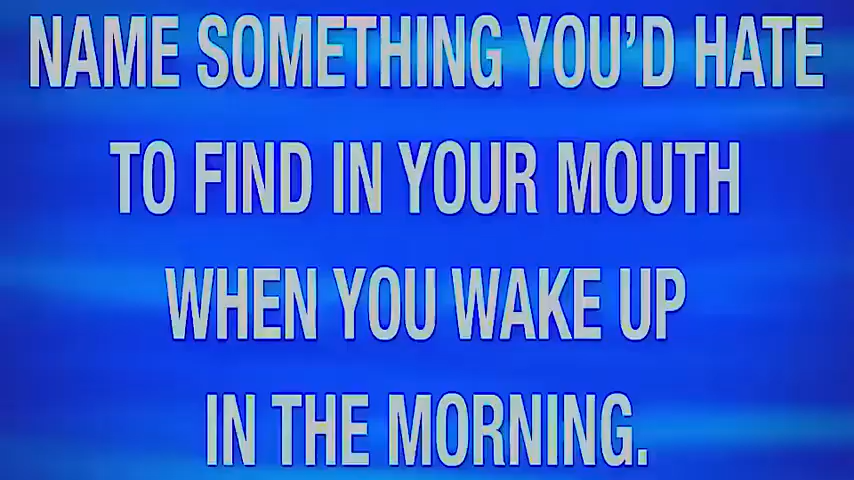 NAME SOMETHING YOU'D HATE
TO FIND IN YOUR MOUTH
WHEN YOU WAKE UP
IN THE MORNING.